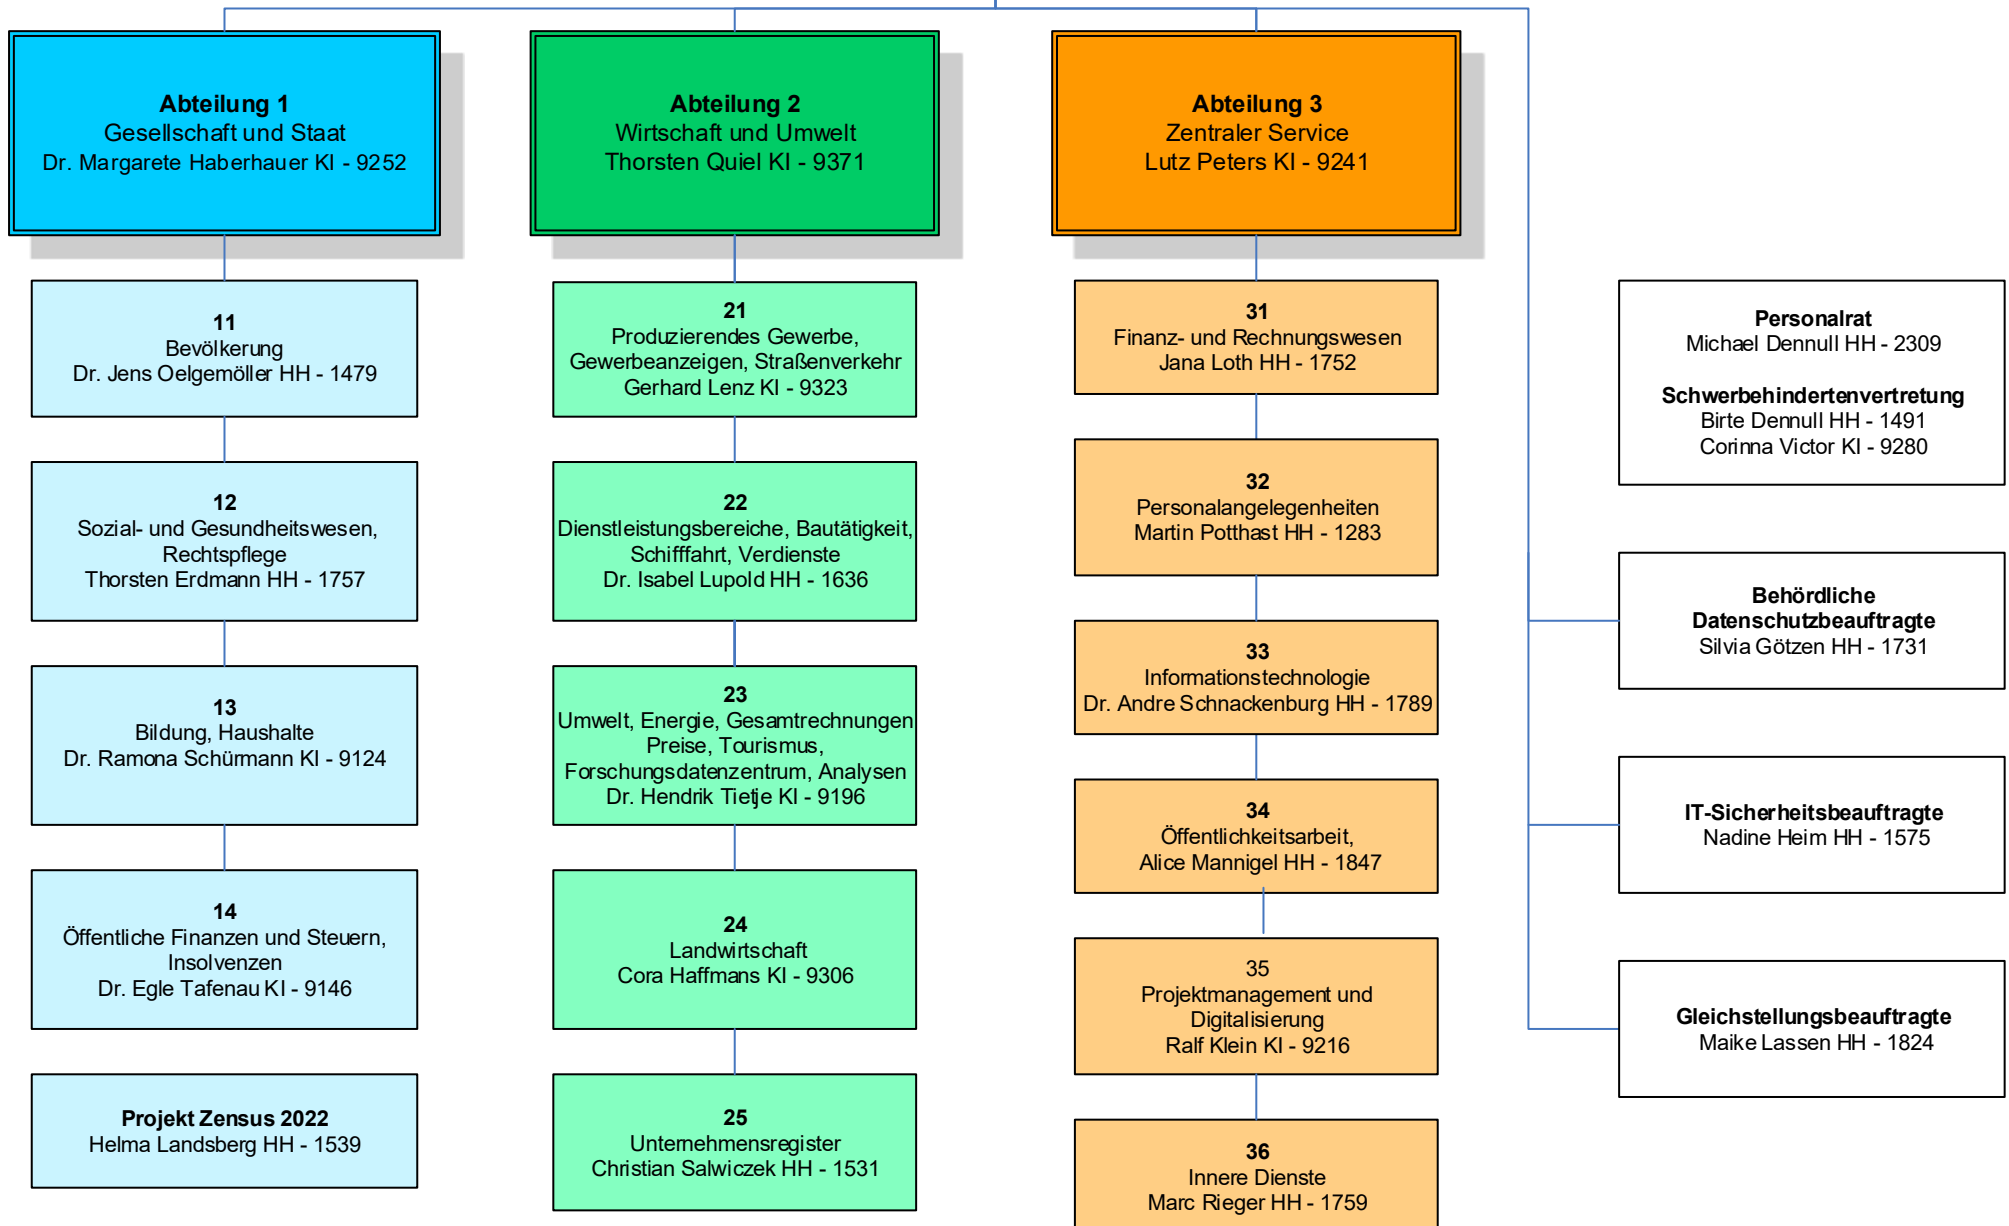 Abteilung 1
Gesellschaft und Staat
Dr. Margarete Haberhauer KI - 9252
11
Bevölkerung
Dr. Jens Oelgemöller HH - 1479
12
Sozial- und Gesundheitswesen,
Rechtspflege
Thorsten Erdmann HH - 1757
13
Bildung, Haushalte
Dr. Ramona Schürmann KI - 9124
14
Öffentliche Finanzen und Steuern,
Insolvenzen
Dr. Egle Tafenau KI - 9146
Projekt Zensus 2022
Helma Landsberg HH - 1539
Abteilung 2
Wirtschaft und Umwelt
Thorsten Quiel KI - 9371
21
Produzierendes Gewerbe,
Gewerbeanzeigen, Straßenverkehr
Gerhard Lenz KI - 9323
22
Dienstleistungsbereiche, Bautätigkeit,
Schifffahrt, Verdienste
Dr. Isabel Lupold HH - 1636
23
Umwelt, Energie, Gesamtrechnungen
Preise, Tourismus,
Forschungsdatenzentrum, Analysen
Dr. Hendrik Tietje KI - 9196
24
Landwirtschaft
Cora Haffmans KI - 9306
25
Unternehmensregister
Christian Salwiczek HH - 1531
Abteilung 3
Zentraler Service
Lutz Peters KI - 9241
31
Finanz- und Rechnungswesen
Jana Loth HH - 1752
32
Personalangelegenheiten
Martin Potthast HH - 1283
33
Informationstechnologie
Dr. Andre Schnackenburg HH - 1789
34
Öffentlichkeitsarbeit,
Alice Mannigel HH - 1847
35
Projektmanagement und
Digitalisierung
Ralf Klein KI - 9216
36
Innere Dienste
Marc Rieger HH - 1759
Personalrat
Michael Dennull HH - 2309
Schwerbehindertenvertretung
Birte Dennull HH - 1491
Corinna Victor KI - 9280
Behördliche
Datenschutzbeauftragte
Silvia Götzen HH - 1731
IT-Sicherheitsbeauftragte
Nadine Heim HH - 1575
Gleichstellungsbeauftragte
Maike Lassen HH - 1824